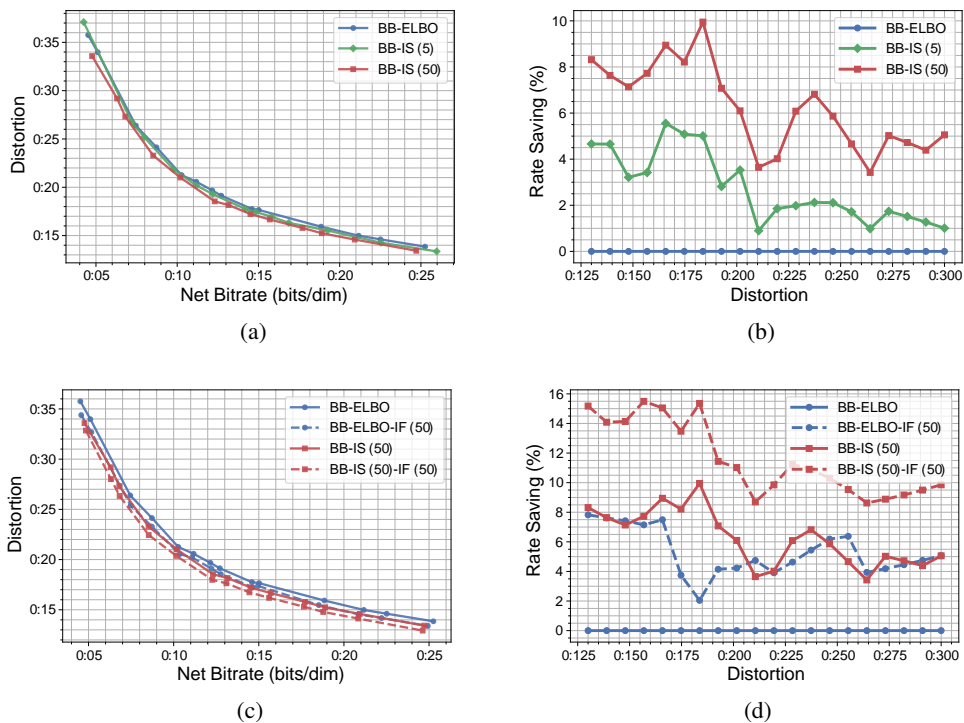 0:35
0:30
0:25
0:20
0:15
Distortion
BB-ELBO
BB-IS (5)
BB-IS (50)
0:05 0:10 0:15 0:20 0:25
Net Bitrate (bits/dim)
(a)
10
8
6
4
2
0
Rate Saving (%)
BB-ELBO
BB-IS (5)
BB-IS (50)
0:125 0:150 0:175 0:200 0:225 0:250 0:275 0:300
Distortion
(b)
0:35
0:30
0:25
0:20
0:15
Distortion
BB-ELBO
BB-ELBO-IF (50)
BB-IS (50)
BB-IS (50)-IF (50)
0:05 0:10 0:15 0:20 0:25
Net Bitrate (bits/dim)
(c)
16
14
12
10
8
6
4
2
0
Rate Saving (%)
BB-ELBO
BB-ELBO-IF (50)
BB-IS (50)
BB-IS (50)-IF (50)
0:125 0:150 0:175 0:200 0:225 0:250 0:275 0:300
Distortion
(d)